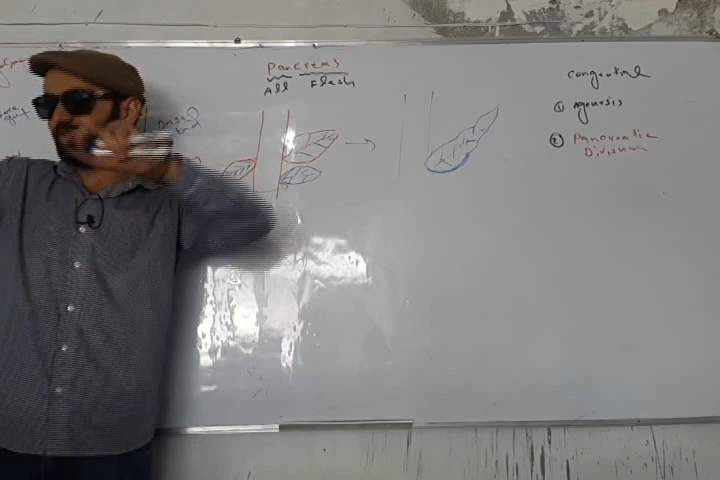 Pancreas
All Flesh
congenital
① agenesis
② Pancreatic
Divisum